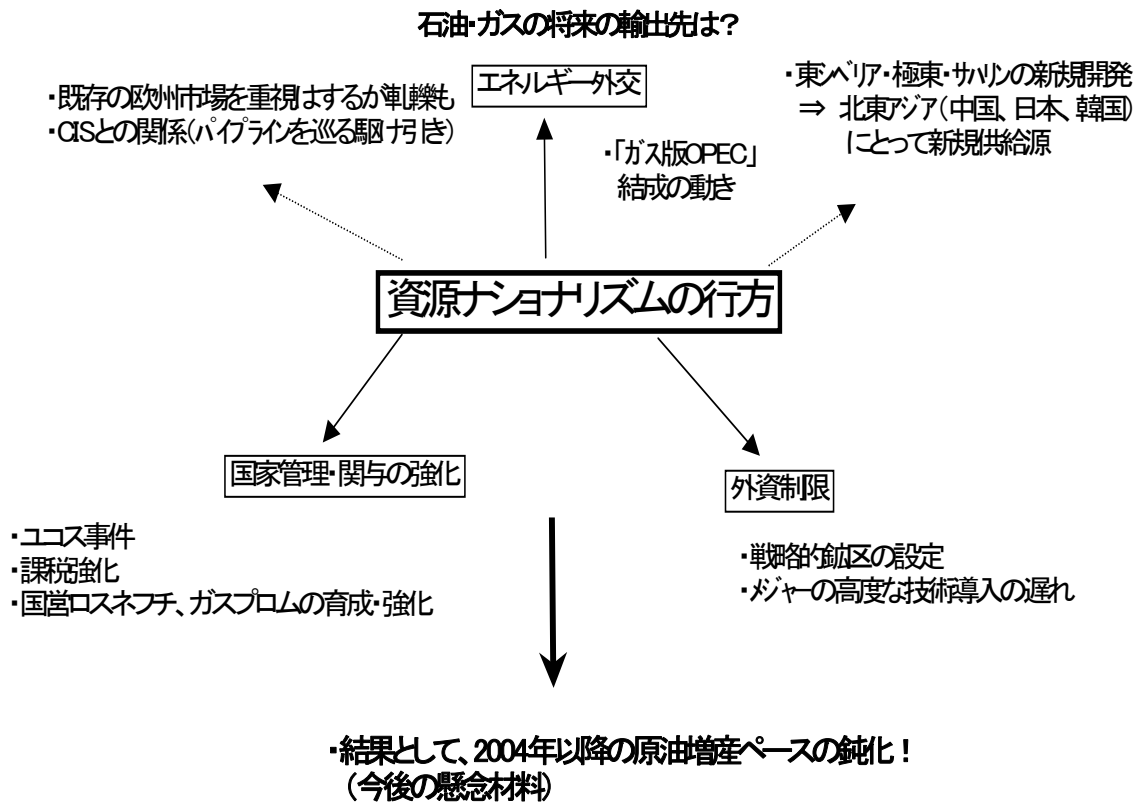 石油・ガスの将来の輸出先は？
エネルギー外交
・既存の欧州市場を重視はするが軋轢も
・CISとの関係（パイプラインを巡る駆け引き）
・「ガス版OPEC」
結成の動き
・東シベリア・極東・サハリンの新規開発
⇒ 北東アジア（中国、日本、韓国）
にとって新規供給源
資源ナショナリズムの行方
国家管理・関与の強化
・ユコス事件
・課税強化
・国営ロスネフチ、ガスプロムの育成・強化
外資制限
・戦略的鉱区の設定
・メジャーの高度な技術導入の遅れ
・結果として、2004年以降の原油増産ペースの鈍化！
（今後の懸念材料）